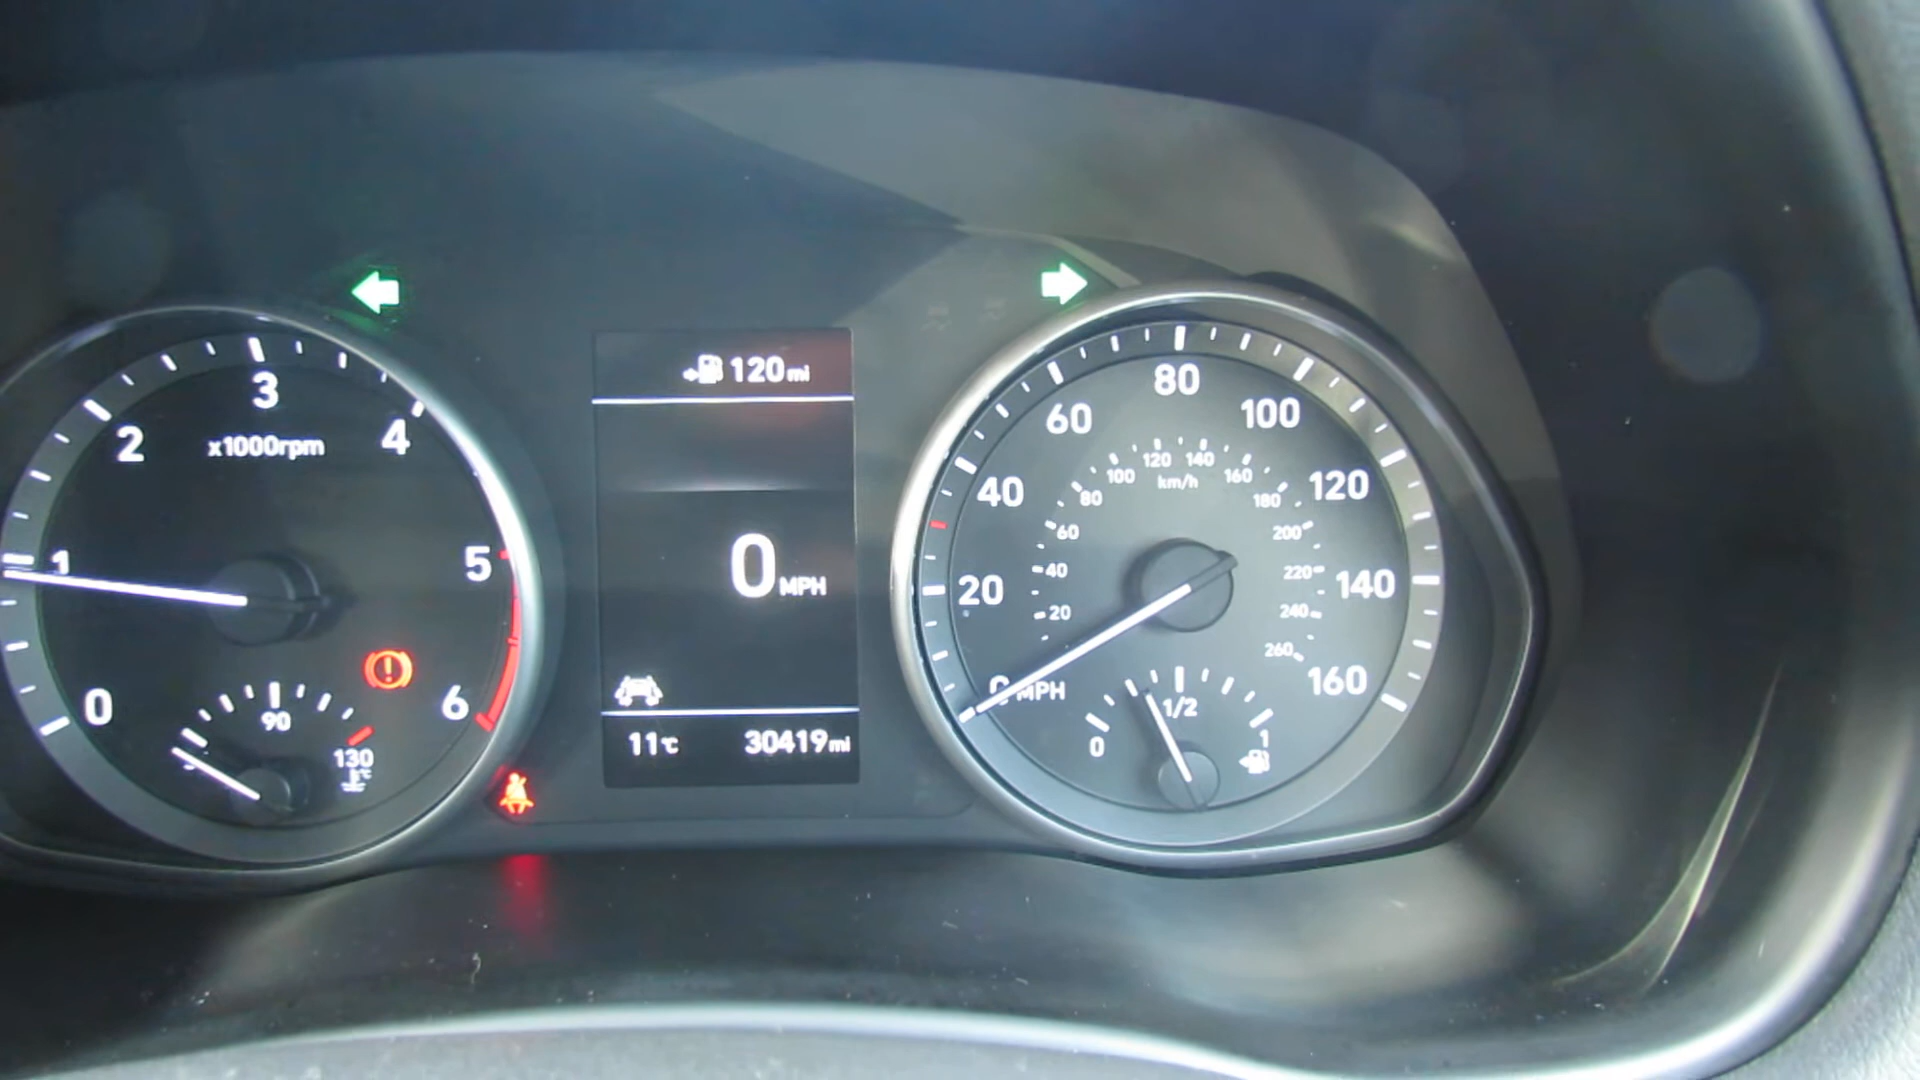 120mi
0 MPH
11℃ 30419mi
0 1 2 3 4 5 6
x1000rpm
90
130
℃
20 40 60 80 100 120 140 160
MPH
20 40 60 80 100 120 140 160 180 200 220 240 260
km/h
0 1/2 1